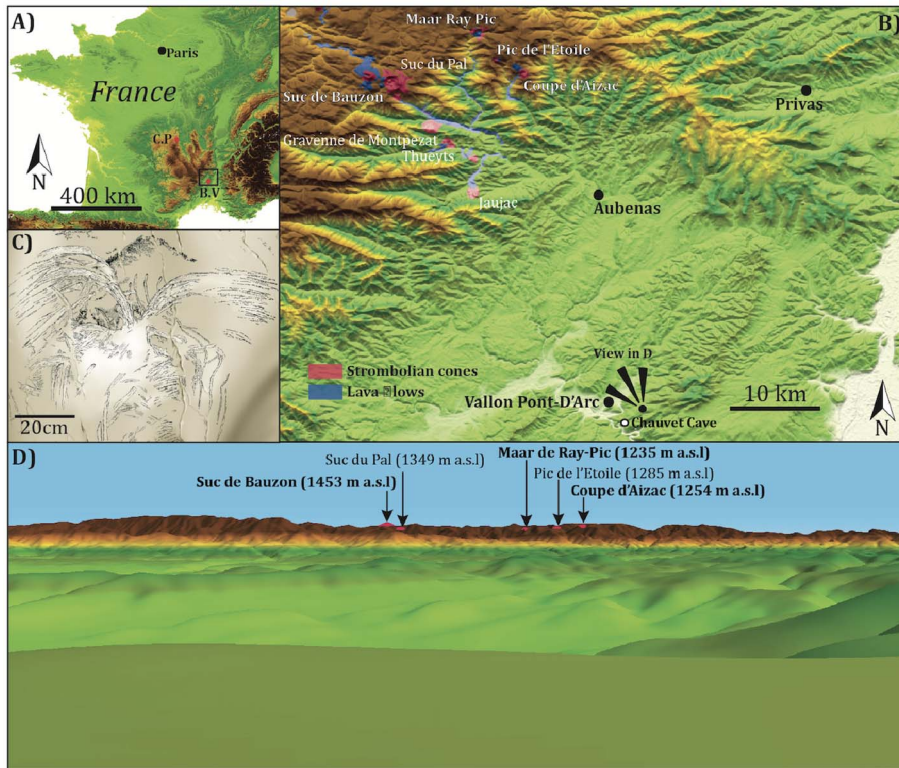 A)
Paris
France
C.P
N
400 km
B.V
B)
Maar Ray Pic
Pic de l'Etoile
Suc du Pal
Suc de Bauzon
Coupe d'Aizac
Privas
Gravenne de Montpezat
Thueyts
Jaujac
Aubenas
Strombolian cones
Lava lows
View in D
Vallon Pont-D'Arc
Chauvet Cave
10 km
N
C)
20cm
D)
Maar de Ray-Pic (1235 m a.s.l)
Suc du Pal (1349 m a.s.l)
Pic de l'Etoile (1285 m a.s.l)
Suc de Bauzon (1453 m a.s.l)
Coupe d'Aizac (1254 m a.s.l)